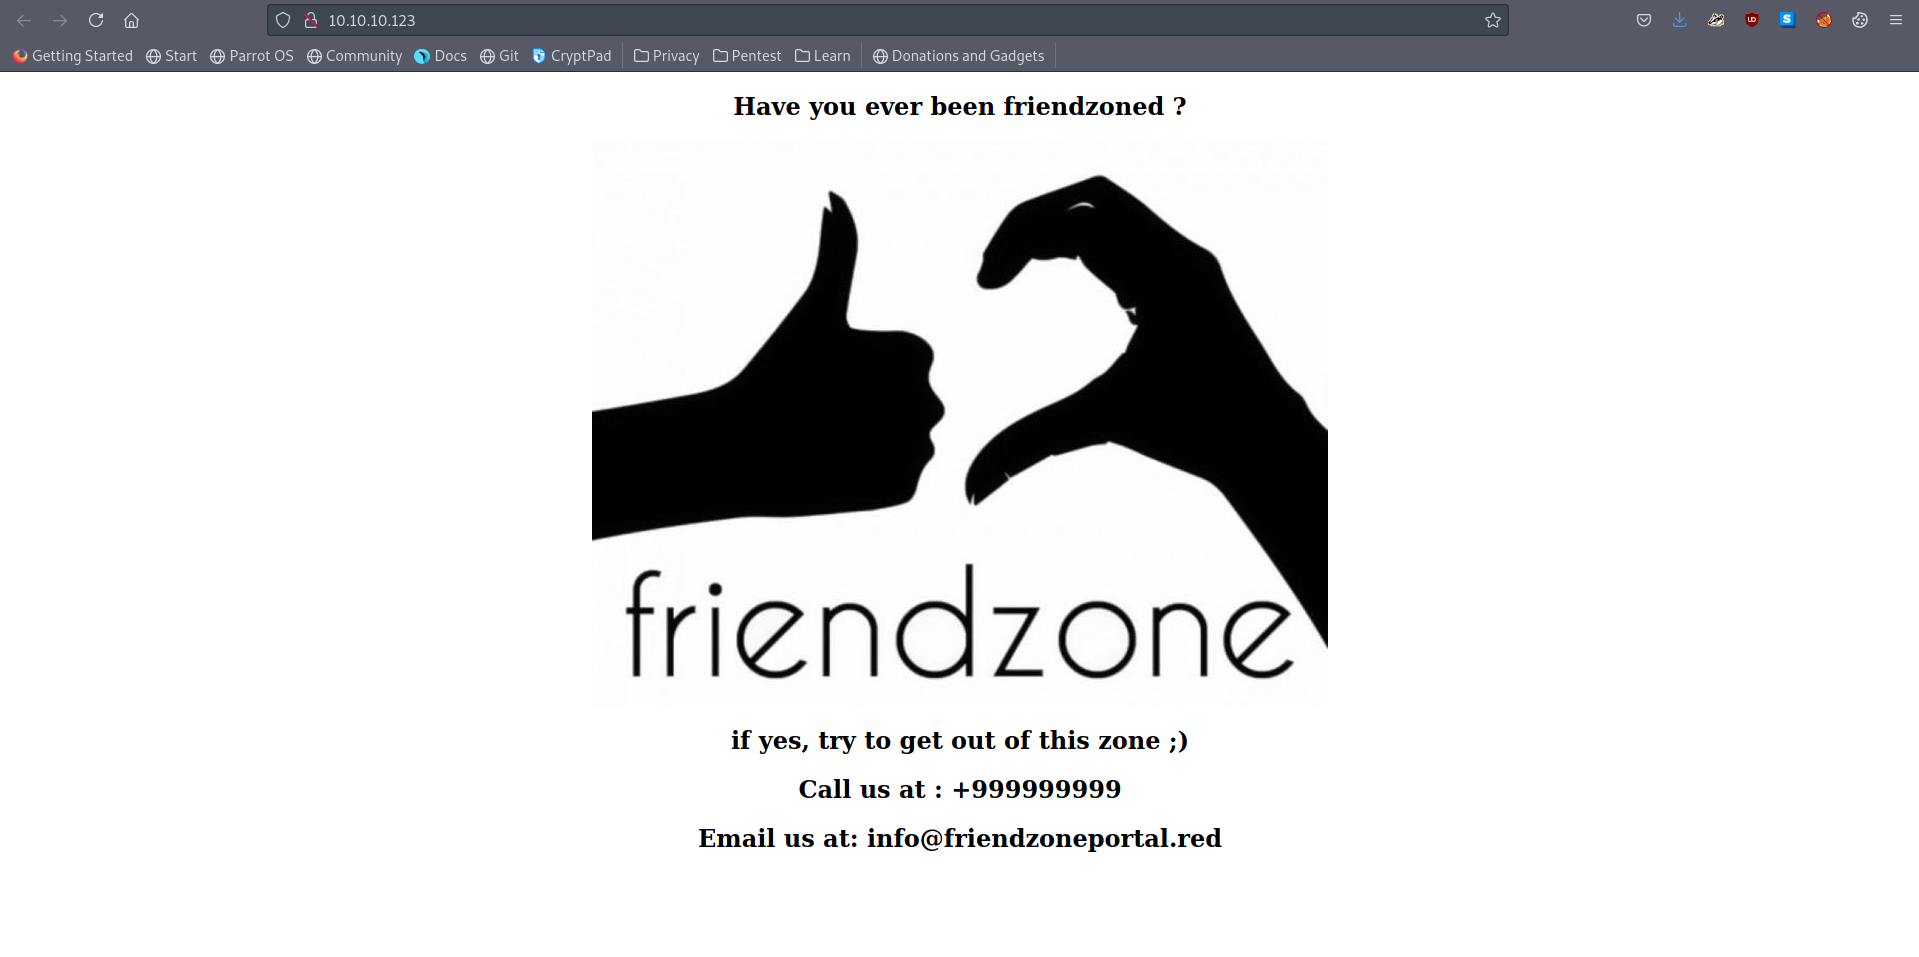 10.10.10.123
Getting Started Start Parrot OS Community Docs Git CryptPad Privacy Pentest Learn Donations and Gadgets
Have you ever been friendzoned ?
friendzone
if yes, try to get out of this zone ;)
Call us at : +999999999
Email us at: info@friendzoneportal.red